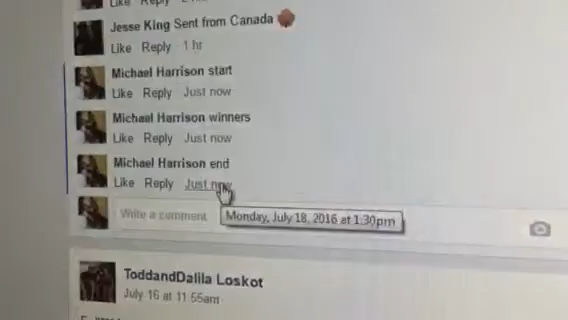 Like Reply
Jesse King Sent from Canada
Like Reply 1 hr
Michael Harrison start
Like Reply Just now
Michael Harrison winners
Like Reply Just now
Michael Harrison end
Like Reply Just now
Write a comment
Monday, July 18, 2016 at 1:30pm
ToddandDalila Loskot
July 16 at 11:55am